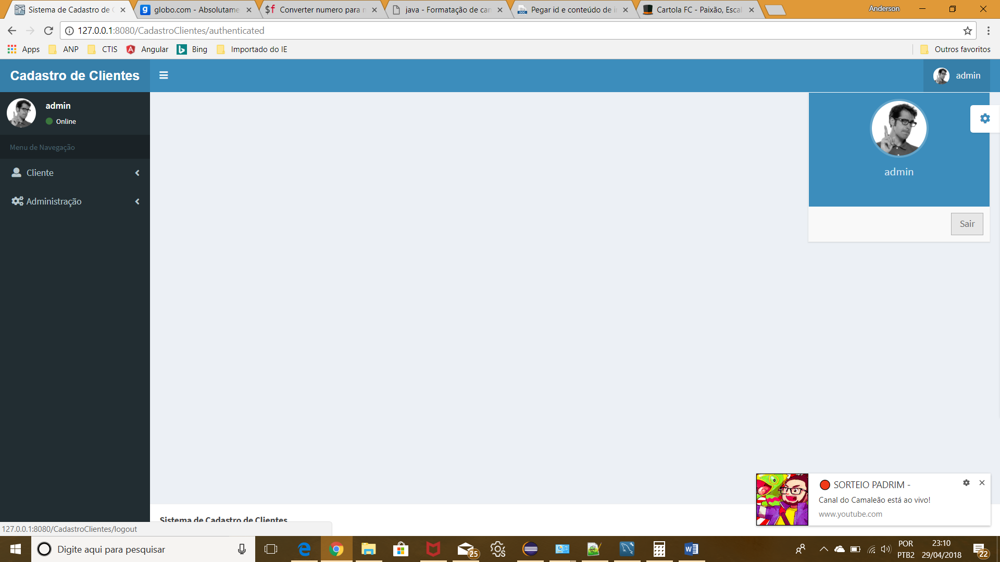 Sistema de Cadastro de C
globo.com - Absolutame
Converter numero para n
java - Formatação de can
Pegar id e conteúdo de i
Cartola FC - Paixão, Escal
Anderson
127.0.0.1:8080/CadastroClientes/authenticated
Apps
ANP
CTIS
Angular
Bing
Importado do IE
Outros favoritos
Cadastro de Clientes
admin
admin
Online
Menu de Navegação
Cliente
Administração
admin
Sair
SORTEIO PADRIM -
Canal do Camaleão está ao vivo!
www.youtube.com
Sistema de Cadastro de Clientes
127.0.0.1:8080/CadastroClientes/logout
Digite aqui para pesquisar
25
POR
PTB2
23:10
29/04/2018
22